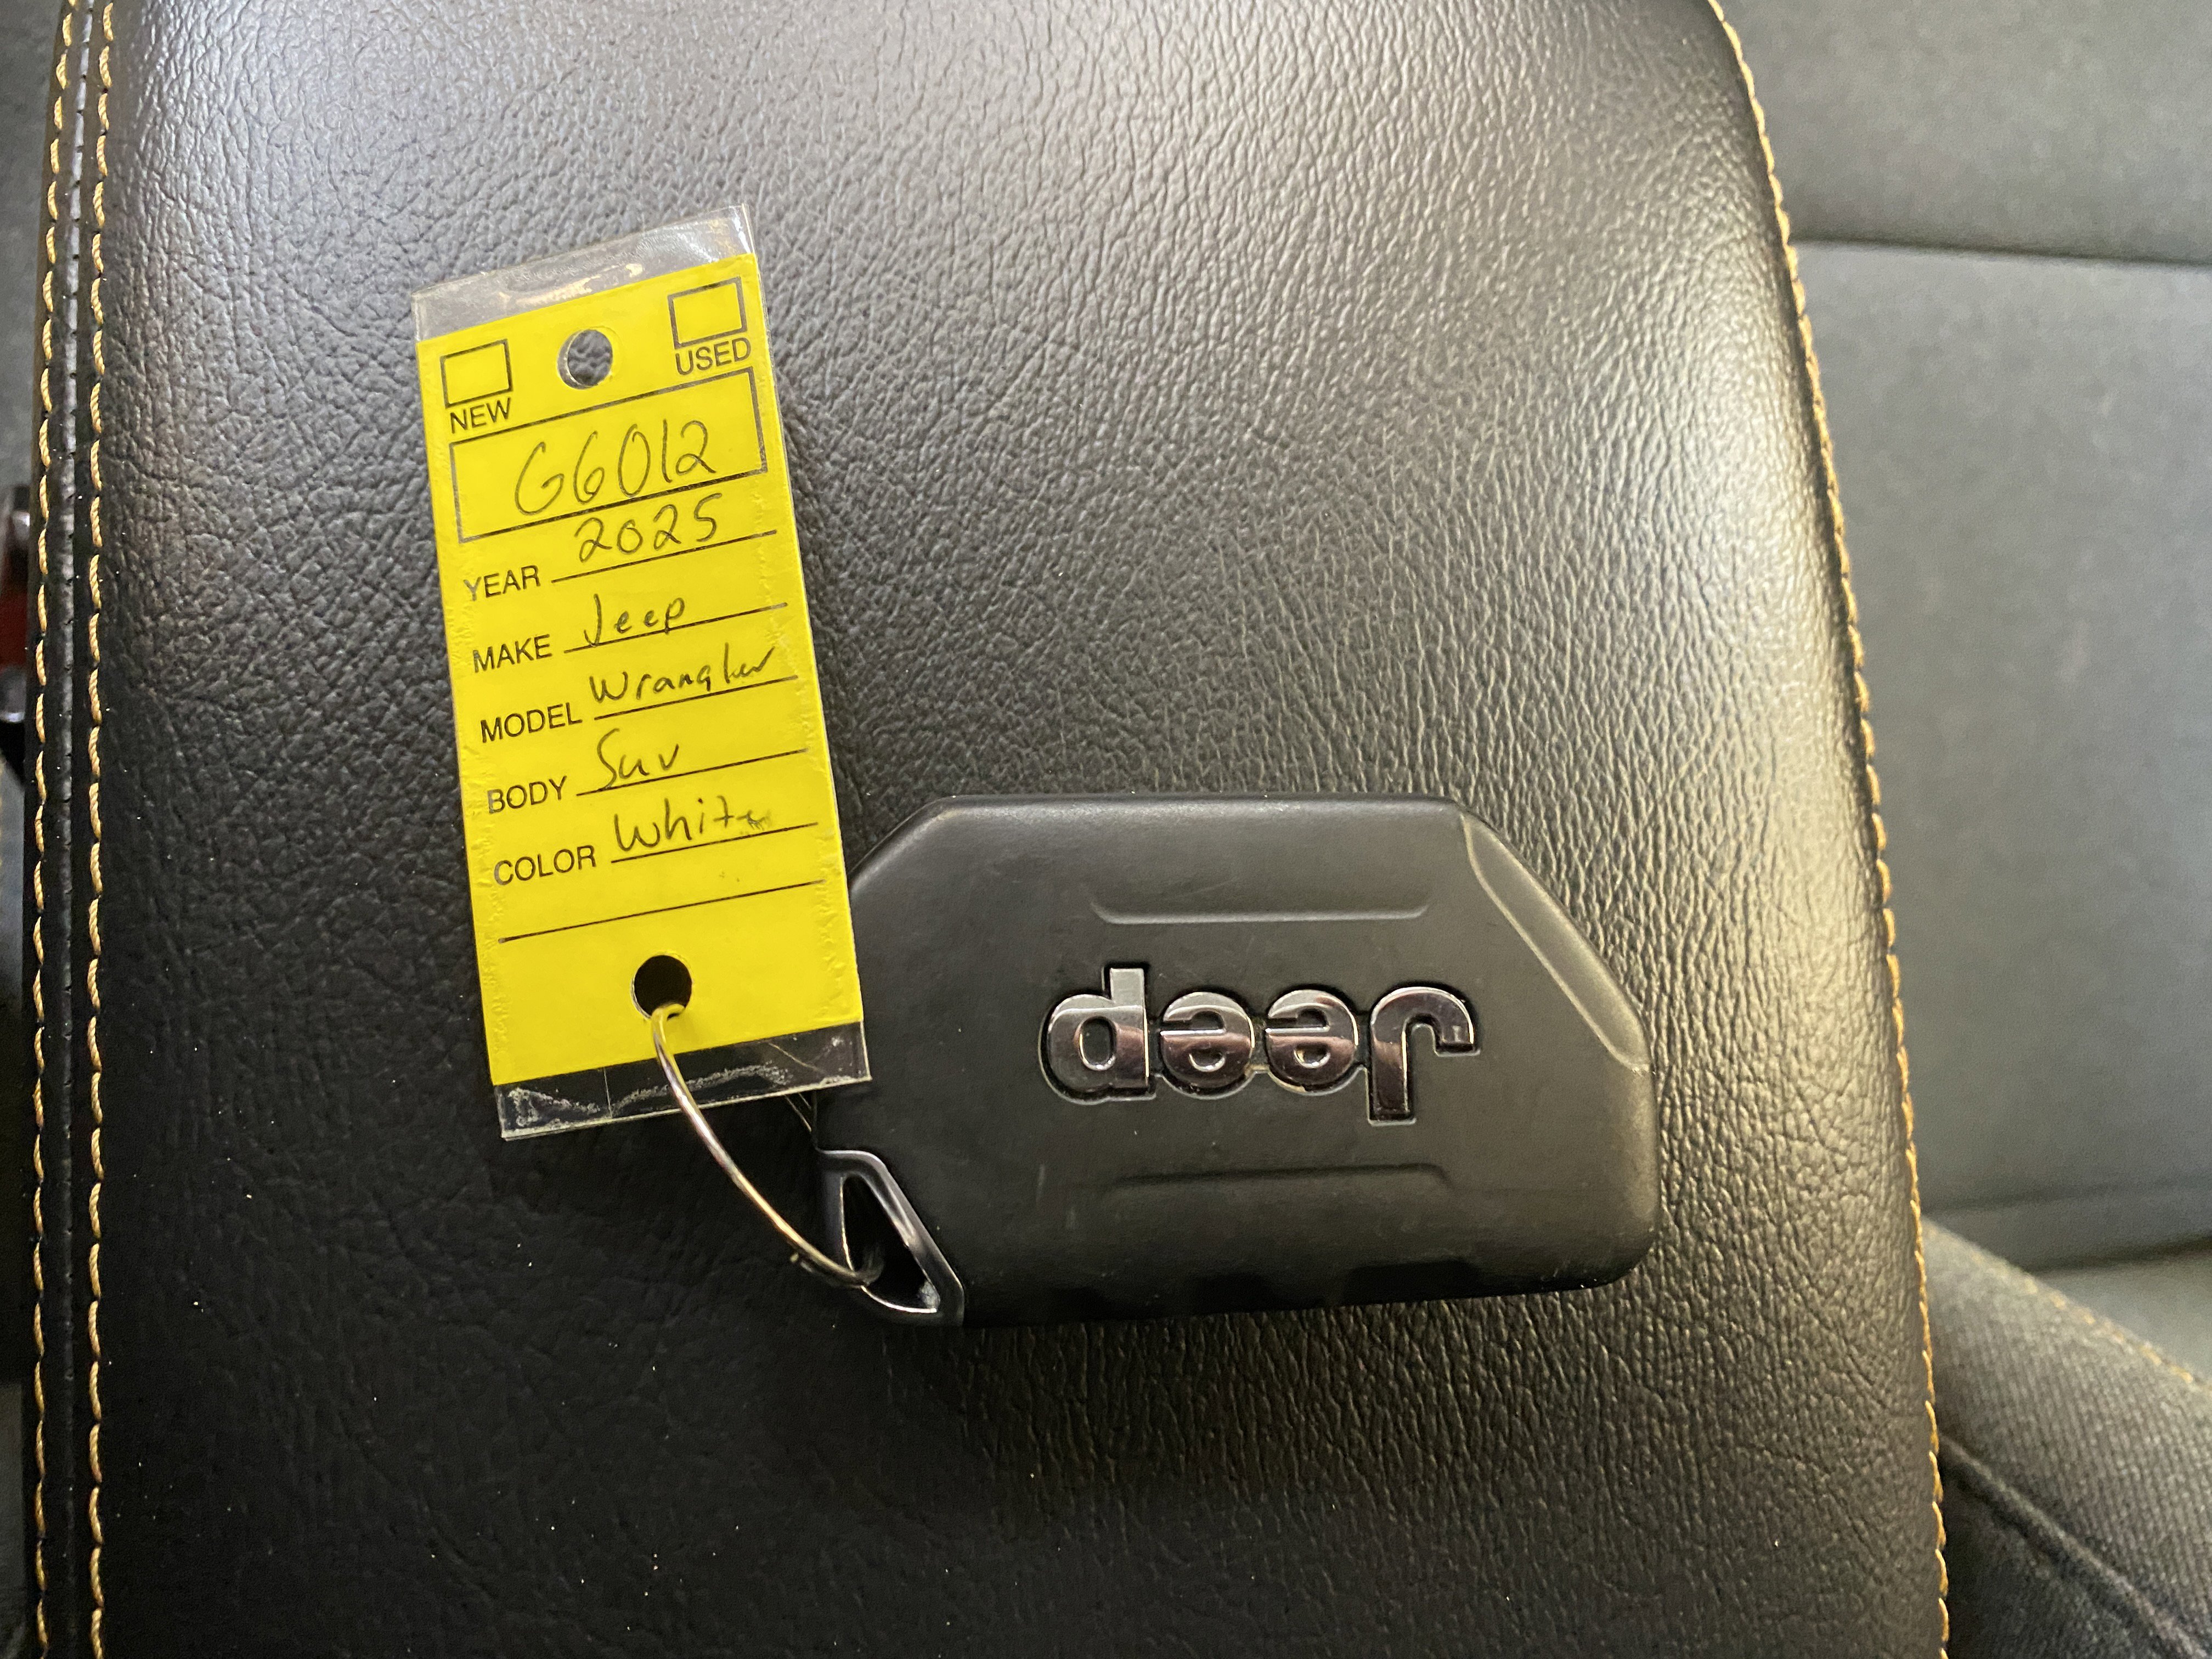 NEW USED
G6012
YEAR 2025
MAKE Jeep
MODEL Wrangler
BODY Suv
COLOR White
Jeep